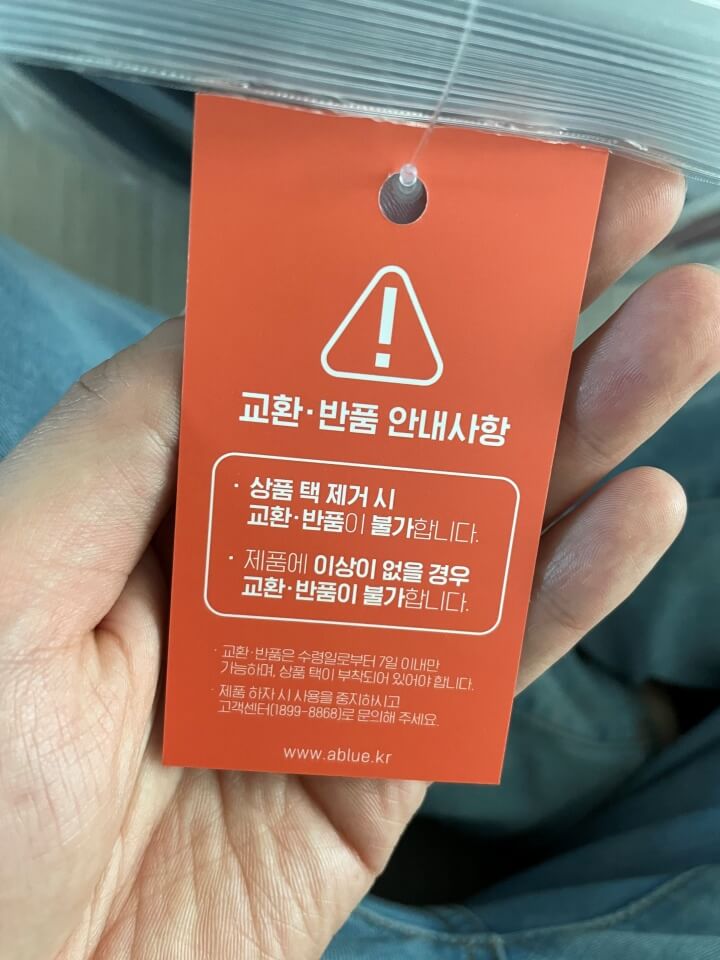 교환·반품 안내사항
· 상품 택 제거 시
교환·반품이 불가합니다.
· 제품에 이상이 없을 경우
교환·반품이 불가합니다.
· 교환·반품은 수령일로부터 7일 이내만
가능하며, 상품 택이 부착되어 있어야 합니다.
· 제품 하자 시 사용을 중지하시고
고객센터(1899-8868)로 문의해 주세요.
www.ablue.kr